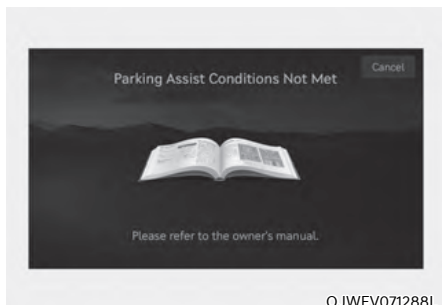 Cancel
Parking Assist Conditions Not Met
Please refer to the owner's manual.
OJWEV071288L